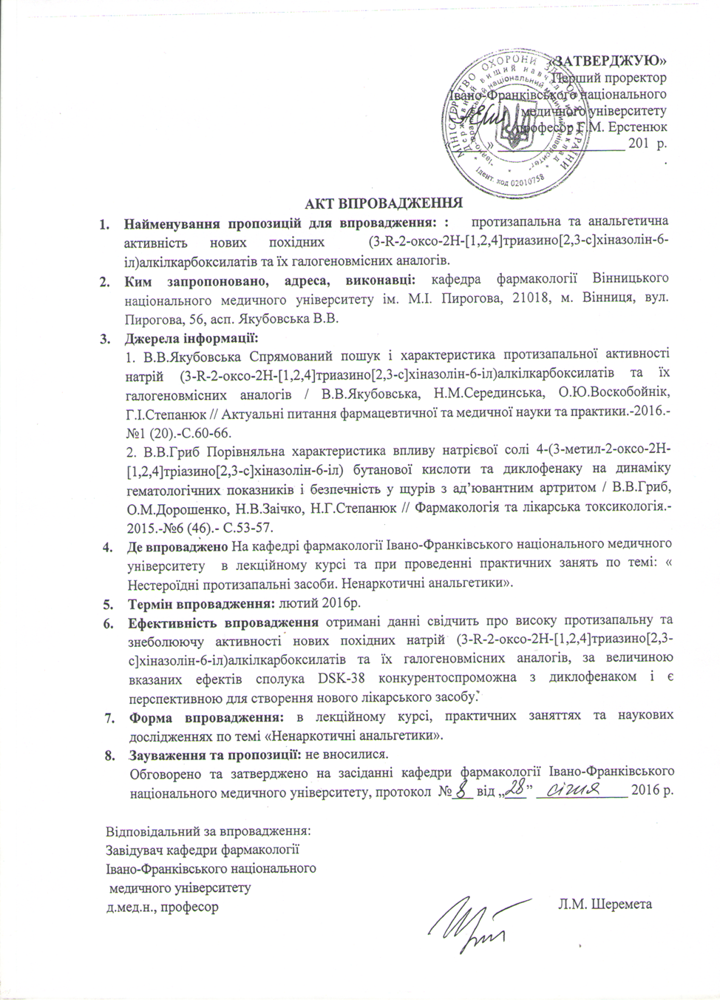 «ЗАТВЕРДЖУЮ»
Перший проректор
Івано-Франківського національного
медичного університету
професор Г.М. Ерстенюк
«____» __________________ 201 р.
МІНІСТЕРСТВО ОХОРОНИ ЗДОРОВ'Я УКРАЇНИ
Державний вищий навчальний заклад
"Івано-Франківський національний медичний університет"
Ідент. код 02010758
АКТ ВПРОВАДЖЕННЯ
1. Найменування пропозицій для впровадження: : протизапальна та анальгетична
активність нових похідних (3-R-2-оксо-2H-[1,2,4]триазино[2,3-c]хіназолін-6-
іл)алкілкарбоксилатів та їх галогеновмісних аналогів.
2. Ким запропоновано, адреса, виконавці: кафедра фармакології Вінницького
національного медичного університету ім. М.І. Пирогова, 21018, м. Вінниця, вул.
Пирогова, 56, асп. Якубовська В.В.
3. Джерела інформації:
1. В.В.Якубовська Спрямований пошук і характеристика протизапальної активності
натрій (3-R-2-оксо-2H-[1,2,4]триазино[2,3-c]хіназолін-6-іл)алкілкарбоксилатів та їх
галогеновмісних аналогів / В.В.Якубовська, Н.М.Серединська, О.Ю.Воскобойнік,
Г.І.Степанюк // Актуальні питання фармацевтичної та медичної науки та практики.-2016.-
№1 (20).-С.60-66.
2. В.В.Гриб Порівняльна характеристика впливу натрієвої солі 4-(3-метил-2-оксо-2H-
[1,2,4]тріазино[2,3-c]хіназолін-6-іл) бутанової кислоти та диклофенаку на динаміку
гематологічних показників і безпечність у щурів з ад’ювантним артритом / В.В.Гриб,
О.М.Дорошенко, Н.В.Заічко, Н.Г.Степанюк // Фармакологія та лікарська токсикологія.-
2015.-№6 (46).- С.53-57.
4. Де впроваджено На кафедрі фармакології Івано-Франківського національного медичного
університету в лекційному курсі та при проведенні практичних занять по темі: «
Нестероїдні протизапальні засоби. Ненаркотичні анальгетики».
5. Термін впровадження: лютий 2016р.
6. Ефективність впровадження отримані данні свідчить про високу протизапальну та
знеболюючу активності нових похідних натрій (3-R-2-оксо-2H-[1,2,4]триазино[2,3-
c]хіназолін-6-іл)алкілкарбоксилатів та їх галогеновмісних аналогів, за величиною
вказаних ефектів сполука DSK-38 конкурентоспроможна з диклофенаком і є
перспективною для створення нового лікарського засобу.
7. Форма впровадження: в лекційному курсі, практичних заняттях та наукових
дослідженнях по темі «Ненаркотичні анальгетики».
8. Зауваження та пропозиції: не вносилися.
Обговорено та затверджено на засіданні кафедри фармакології Івано-Франківського
національного медичного університету, протокол № 8 від „28” січня 2016 р.
Відповідальний за впровадження:
Завідувач кафедри фармакології
Івано-Франківського національного
медичного університету
д.мед.н., професор
Л.М. Шеремета